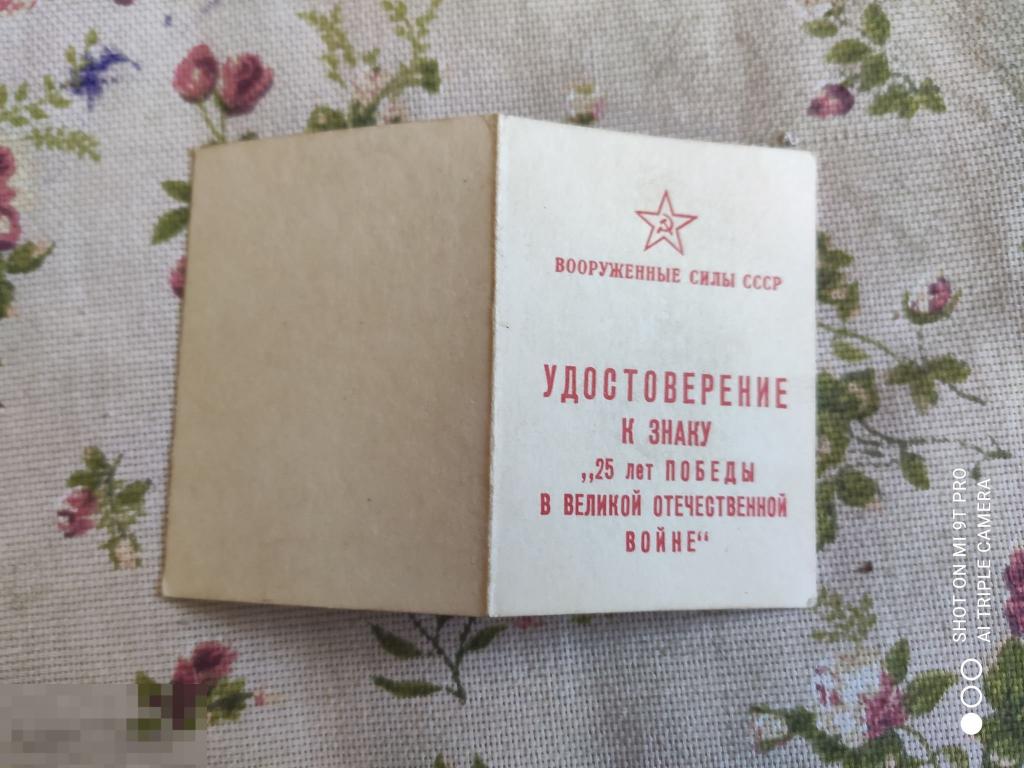 ВООРУЖЕННЫЕ СИЛЫ СССР
УДОСТОВЕРЕНИЕ
К ЗНАКУ
„25 лет ПОБЕДЫ
В ВЕЛИКОЙ ОТЕЧЕСТВЕННОЙ
ВОЙНЕ“
SHOT ON MI 9T PRO
AI TRIPLE CAMERA